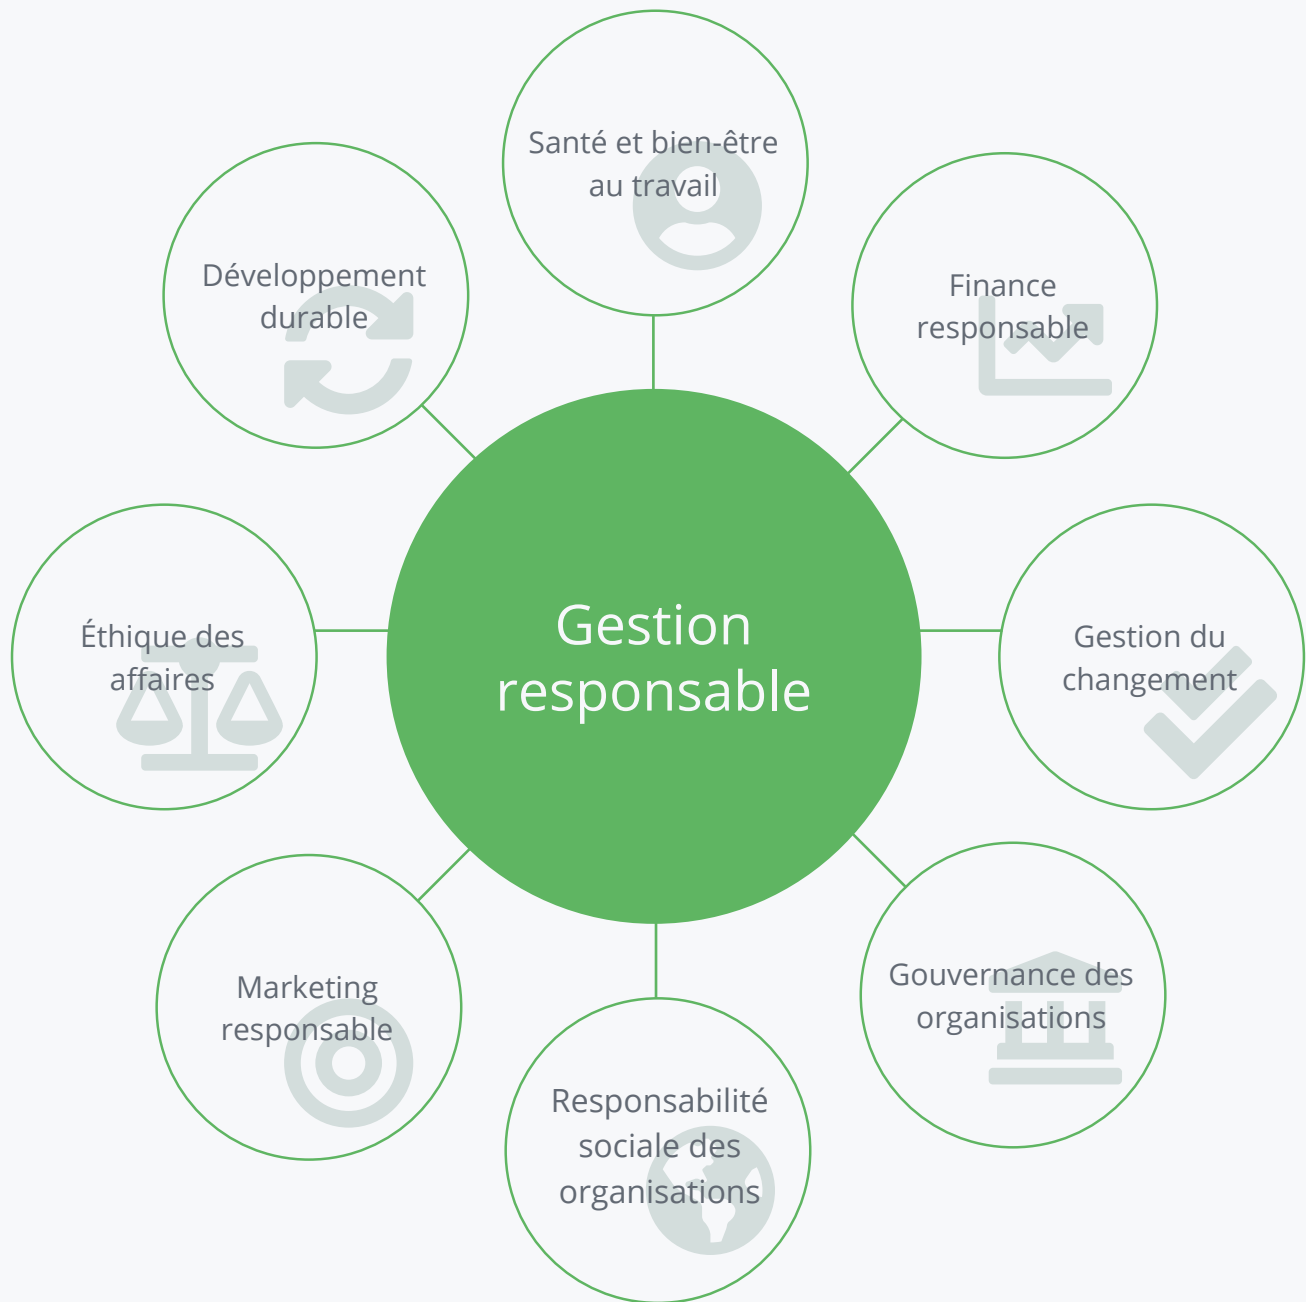 Santé et bien-être
au travail
Développement
durable
Finance
responsable
Éthique des
affaires
Gestion
responsable
Gestion du
changement
Marketing
responsable
Gouvernance des
organisations
Responsabilité
sociale des
organisations